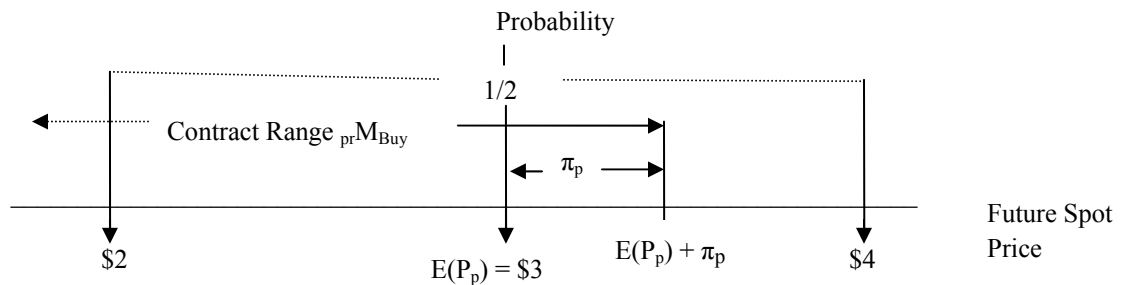 Probability
1/2
Contract Range prMBuy
πp
Future Spot
Price
$2
E(Pp) = $3
E(Pp) + πp
$4